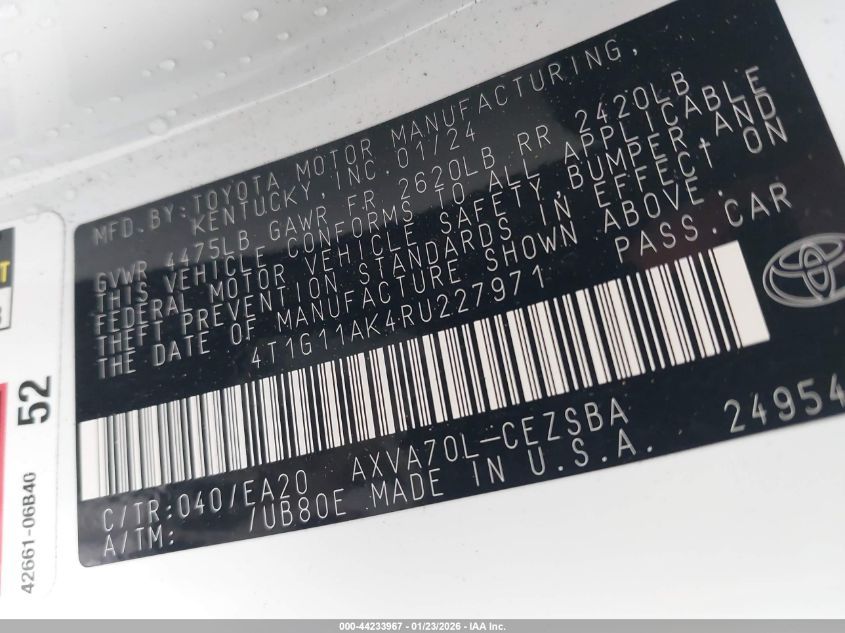 MFD.BY:TOYOTA MOTOR MANUFACTURING,
KENTUCKY, INC.01/24
GVWR 4475LB GAWR FR 2620LB RR 2420LB
THIS VEHICLE CONFORMS TO ALL APPLICABLE
FEDERAL MOTOR VEHICLE SAFETY,BUMPER AND
THEFT PREVENTION STANDARDS IN EFFECT ON
THE DATE OF MANUFACTURE SHOWN ABOVE.
4T1G11AK4RU227971 PASS.CAR
C/TR:040/EA20 AXVA70L-CEZSBA 24954
A/TM: /UB80E MADE IN U.S.A.
52
42661-06B40
000-44233967 - 01/23/2026 - IAA Inc.